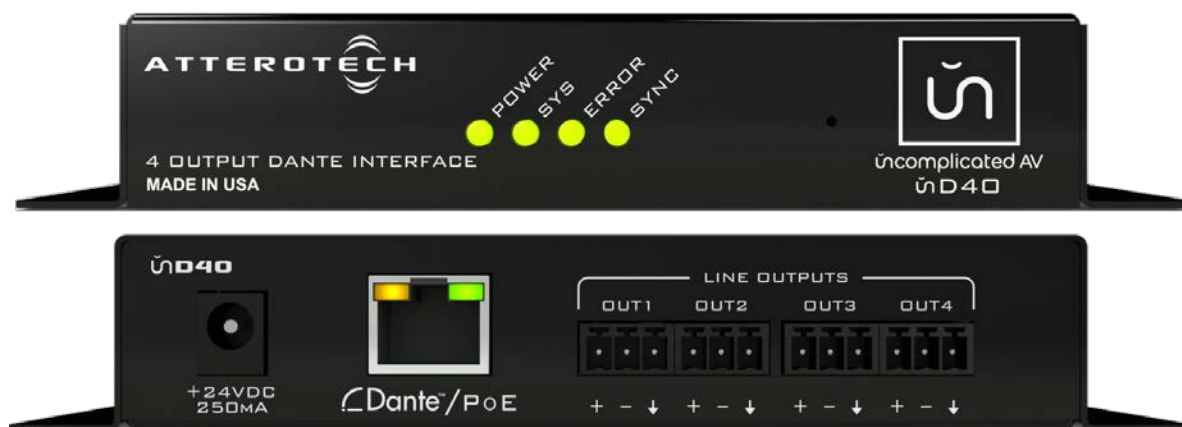 ATTEROTECH
POWER
SYS
ERROR
SYNC
4 OUTPUT DANTE INTERFACE
MADE IN USA
ŭn
ŭncomplicated AV
ŭnD40
ŭnD40
LINE OUTPUTS
OUT1 OUT2 OUT3 OUT4
+24VDC
250MA
Dante™/PoE
+ - ↓ + - ↓ + - ↓ + - ↓